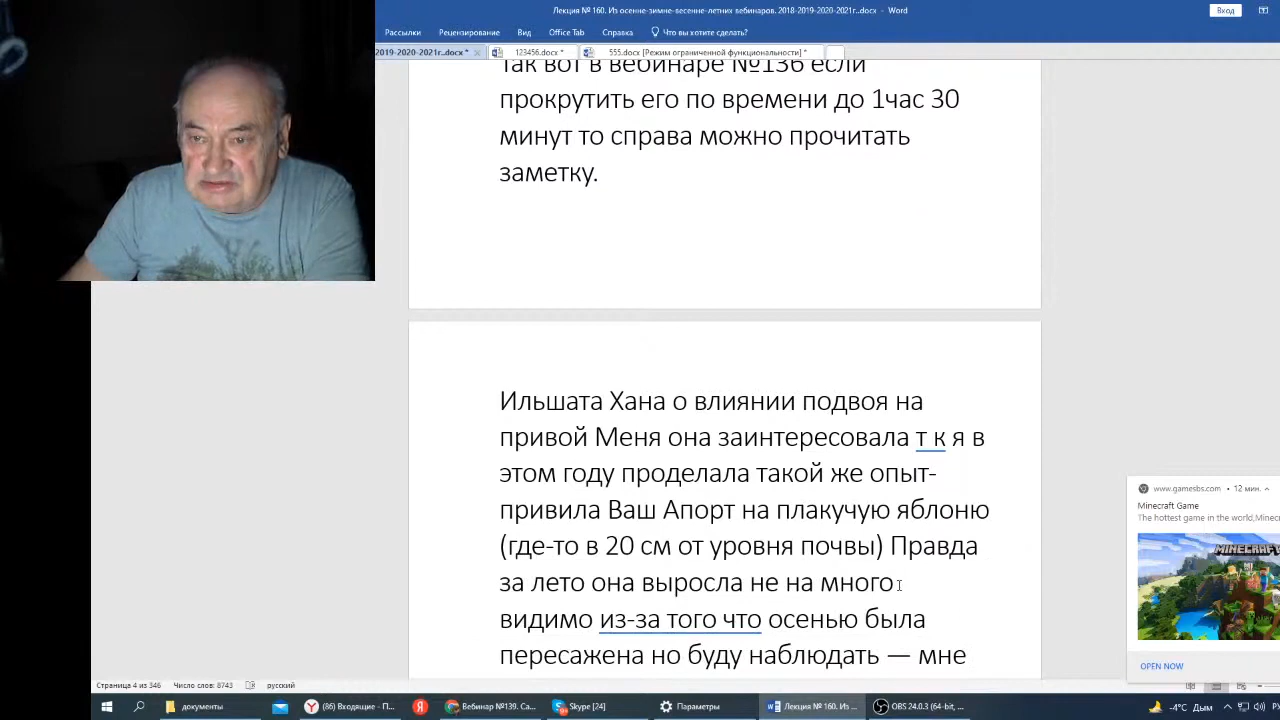 Лекция № 160. Из осенне-зимне-весенне-летних вебинаров. 2018-2019-2020-2021г..docx - Word
Вход
Рассылки Рецензирование Вид Office Tab Справка Что вы хотите сделать?
2019-2020-2021г..docx * 123456.docx * 555.docx [Режим ограниченной функциональности] *
Так вот в вебинаре №136 если
прокрутить его по времени до 1час 30
минут то справа можно прочитать
заметку.
Ильшата Хана о влиянии подвоя на
привой Меня она заинтересовала т к я в
этом году проделала такой же опыт-
привила Ваш Апорт на плакучую яблоню
(где-то в 20 см от уровня почвы) Правда
за лето она выросла не на много
видимо из-за того что осенью была
пересажена но буду наблюдать — мне
www.gamesbs.com • 12 мин.
Minecraft Game
The hottest game in the world,Minec
MINECRAFT
OPEN NOW
Страница 4 из 346 Число слов: 8743 русский
документы (86) Входящие - П... Вебинар №139. Са... Skype [24] Параметры Лекция № 160. Из ... OBS 24.0.3 (64-bit, ... -4°C Дымка